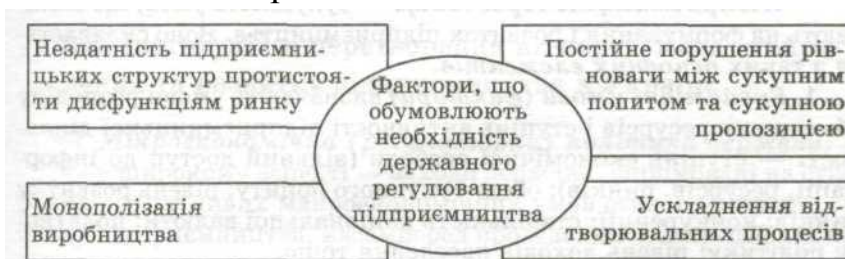 Нездатність підприємни-
цьких структур протистоя-
ти дисфункціям ринку
Постійне порушення рів-
новаги між сукупним
попитом та сукупною
пропозицією
Фактори, що
обумовлюють
необхідність
державного
регулювання
підприємництва
Монополізація
виробництва
Ускладнення від-
творювальних процесів